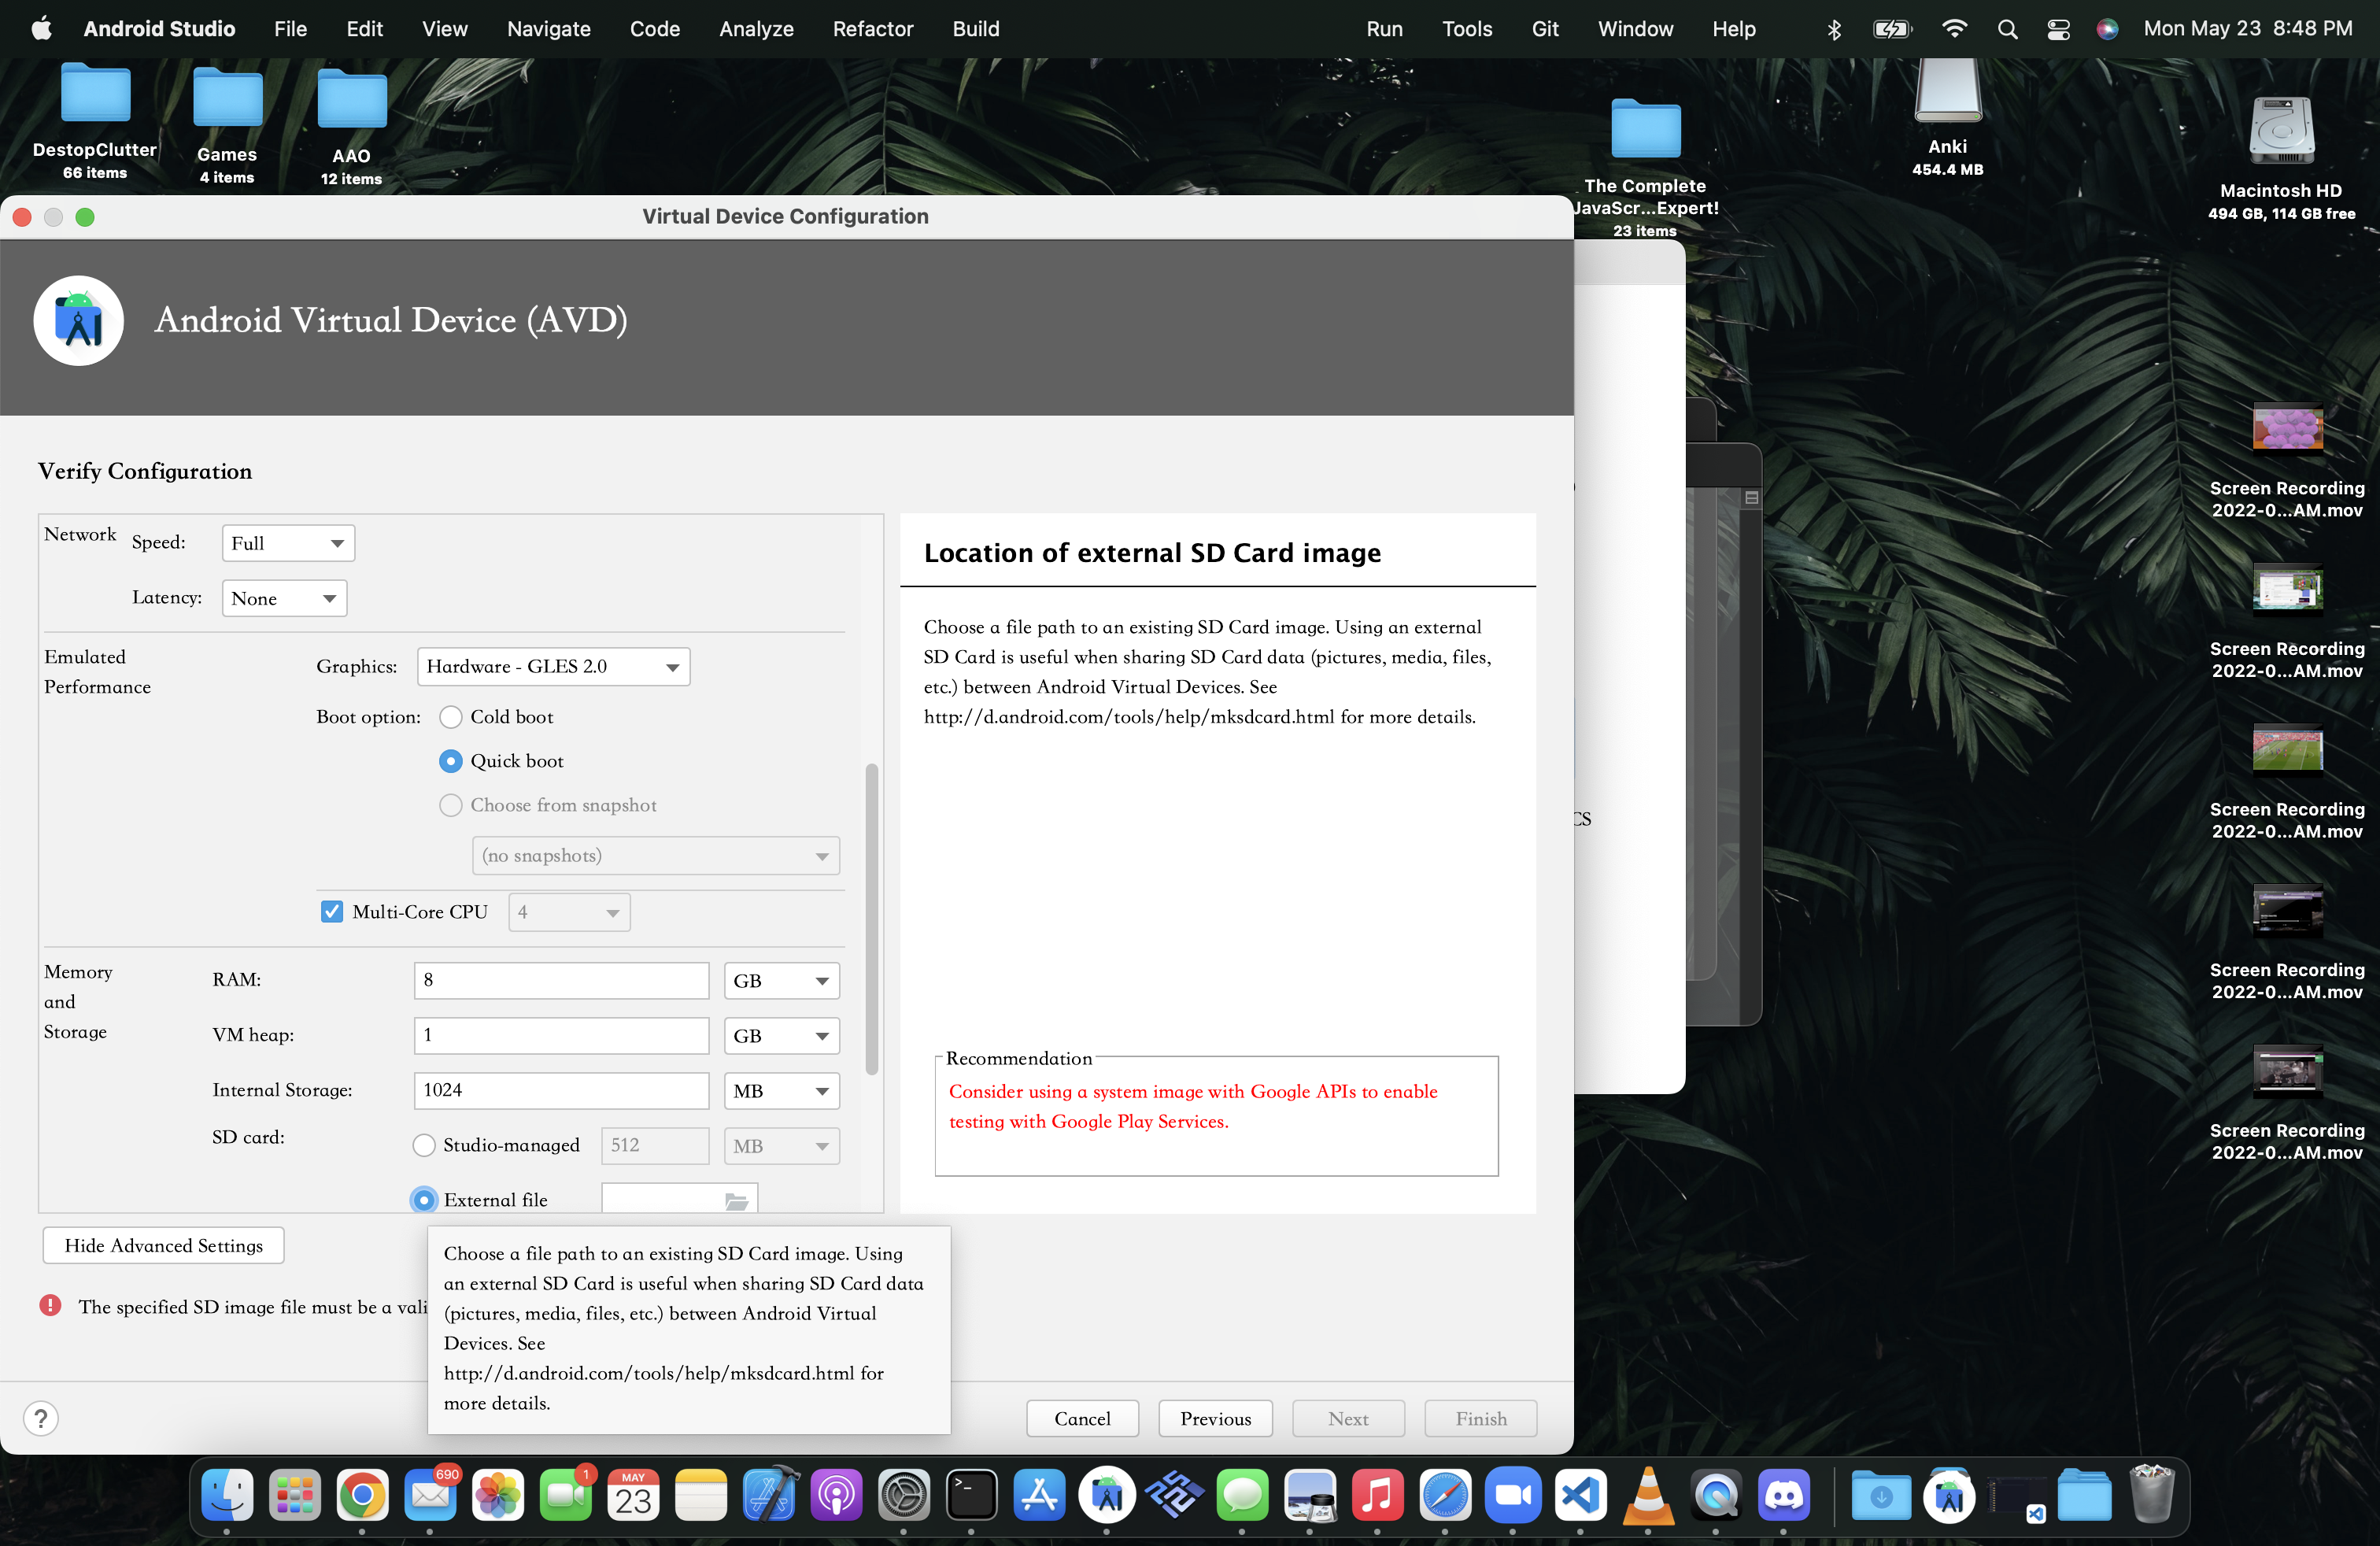 Android Studio File Edit View Navigate Code Analyze Refactor Build Run Tools Git Window Help Mon May 23 8:48 PM
DestopClutter
66 items
Games
4 items
AAO
12 items
The Complete
JavaScr...Expert!
23 items
Anki
454.4 MB
Macintosh HD
494 GB, 114 GB free
Screen Recording
2022-0...AM.mov
Screen Recording
2022-0...AM.mov
Screen Recording
2022-0...AM.mov
Screen Recording
2022-0...AM.mov
Screen Recording
2022-0...AM.mov
Virtual Device Configuration
Android Virtual Device (AVD)
Verify Configuration
Network Speed: Full
Latency: None
Emulated
Performance
Graphics: Hardware - GLES 2.0
Boot option: Cold boot
Quick boot
Choose from snapshot
(no snapshots)
Multi-Core CPU 4
Memory
and
Storage
RAM: 8 GB
VM heap: 1 GB
Internal Storage: 1024 MB
SD card: Studio-managed 512 MB
External file
Hide Advanced Settings
The specified SD image file must be a vali
Location of external SD Card image
Choose a file path to an existing SD Card image. Using an external
SD Card is useful when sharing SD Card data (pictures, media, files,
etc.) between Android Virtual Devices. See
http://d.android.com/tools/help/mksdcard.html for more details.
Recommendation
Consider using a system image with Google APIs to enable
testing with Google Play Services.
Choose a file path to an existing SD Card image. Using
an external SD Card is useful when sharing SD Card data
(pictures, media, files, etc.) between Android Virtual
Devices. See
http://d.android.com/tools/help/mksdcard.html for
more details.
? Cancel Previous Next Finish
CS
690
1
MAY
23